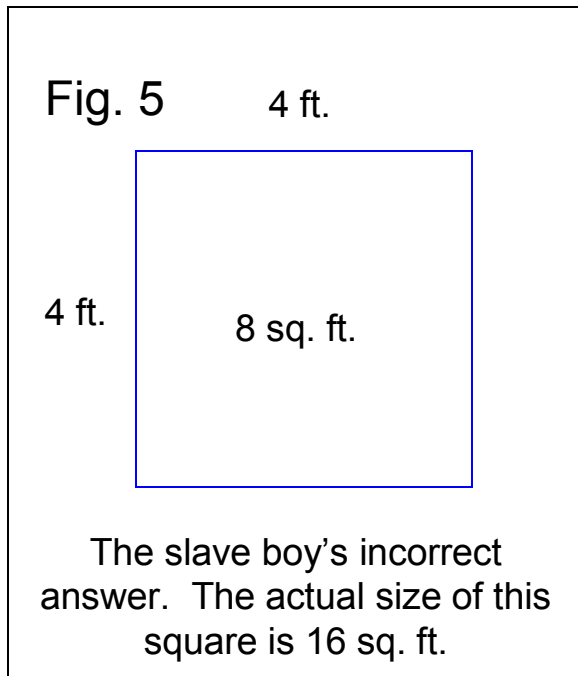 Fig. 5
4 ft.
4 ft.
8 sq. ft.
The slave boy’s incorrect
answer.  The actual size of this
square is 16 sq. ft.